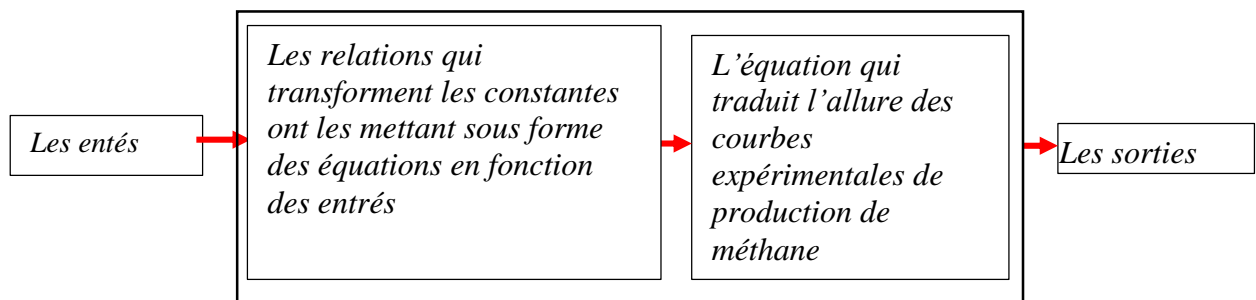 Les entés
Les relations qui
transforment les constantes
ont les mettant sous forme
des équations en fonction
des entrés
L’équation qui
traduit l’allure des
courbes
expérimentales de
production de
méthane
Les sorties